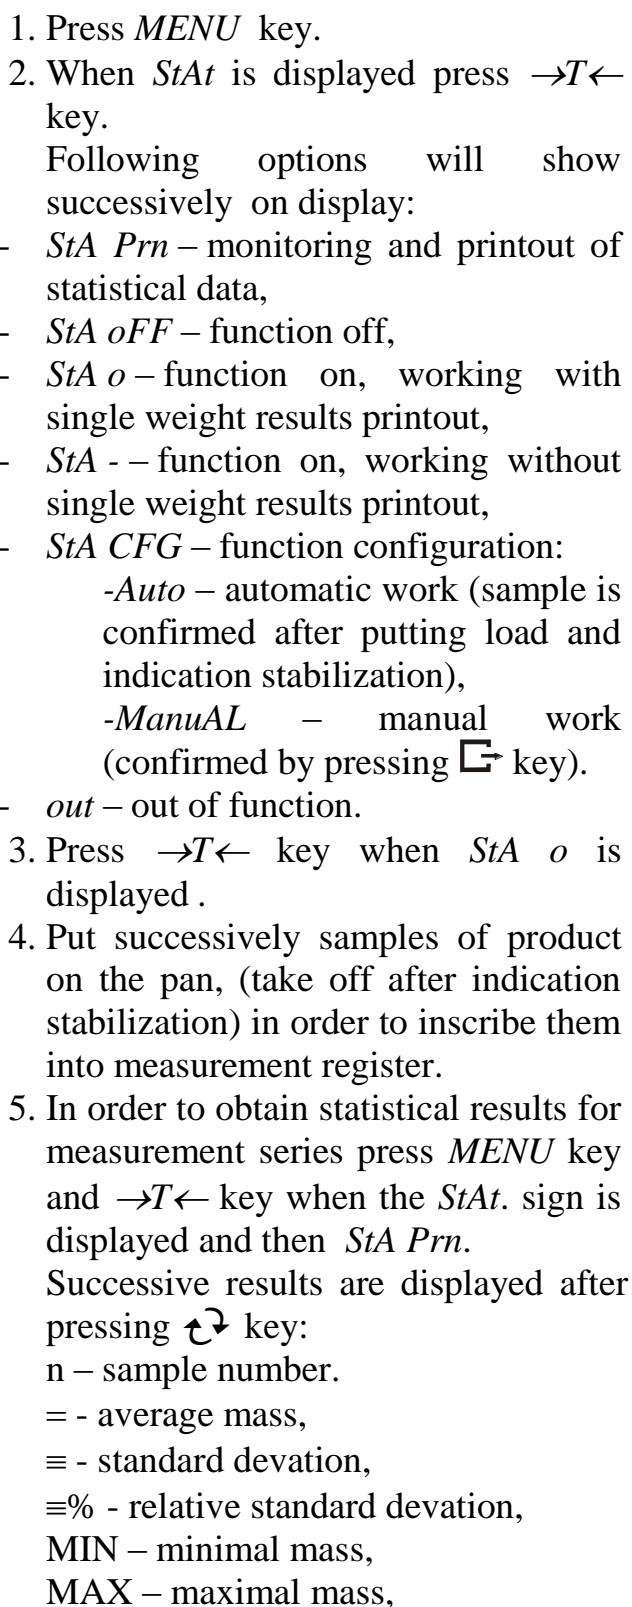 1. Press MENU key.
2. When StAt is displayed press →T←
key.
Following options will show
successively on display:
- StA Prn – monitoring and printout of
statistical data,
- StA oFF – function off,
- StA o – function on, working with
single weight results printout,
- StA - – function on, working without
single weight results printout,
- StA CFG – function configuration:
-Auto – automatic work (sample is
confirmed after putting load and
indication stabilization),
-ManuAL – manual work
(confirmed by pressing key).
- out – out of function.
3. Press →T← key when StA o is
displayed .
4. Put successively samples of product
on the pan, (take off after indication
stabilization) in order to inscribe them
into measurement register.
5. In order to obtain statistical results for
measurement series press MENU key
and →T← key when the StAt. sign is
displayed and then StA Prn.
Successive results are displayed after
pressing key:
n – sample number.
= - average mass,
≡ - standard devation,
≡% - relative standard devation,
MIN – minimal mass,
MAX – maximal mass,